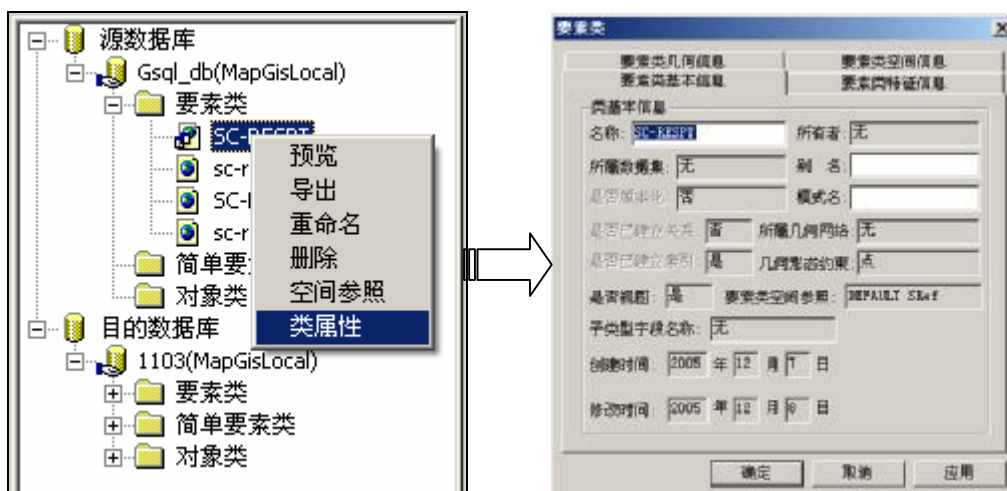 源数据库
Gsql_db(MapGisLocal)
要素类
SC-RESPT
sc-r
SC-
sc-r
简单要
对象类
目的数据库
1103(MapGisLocal)
要素类
简单要素类
对象类
预览
导出
重命名
删除
空间参照
类属性
要素类
要素类几何信息 要素类空间信息
要素类基本信息 要素类特征信息
类基本信息
名称: SC-RESPT 所有者: 无
所属数据集: 无 别 名:
是否版本化: 否 模式名:
是否已建立关系: 否 所属几何网络: 无
是否已建立索引: 是 几何形态约束: 点
是否视图: 是 要素类空间参照: DEFAULT SRef
子类型字段名称: 无
创建时间: 2005 年 12 月 7 日
修改时间: 2005 年 12 月 8 日
确定 取消 应用